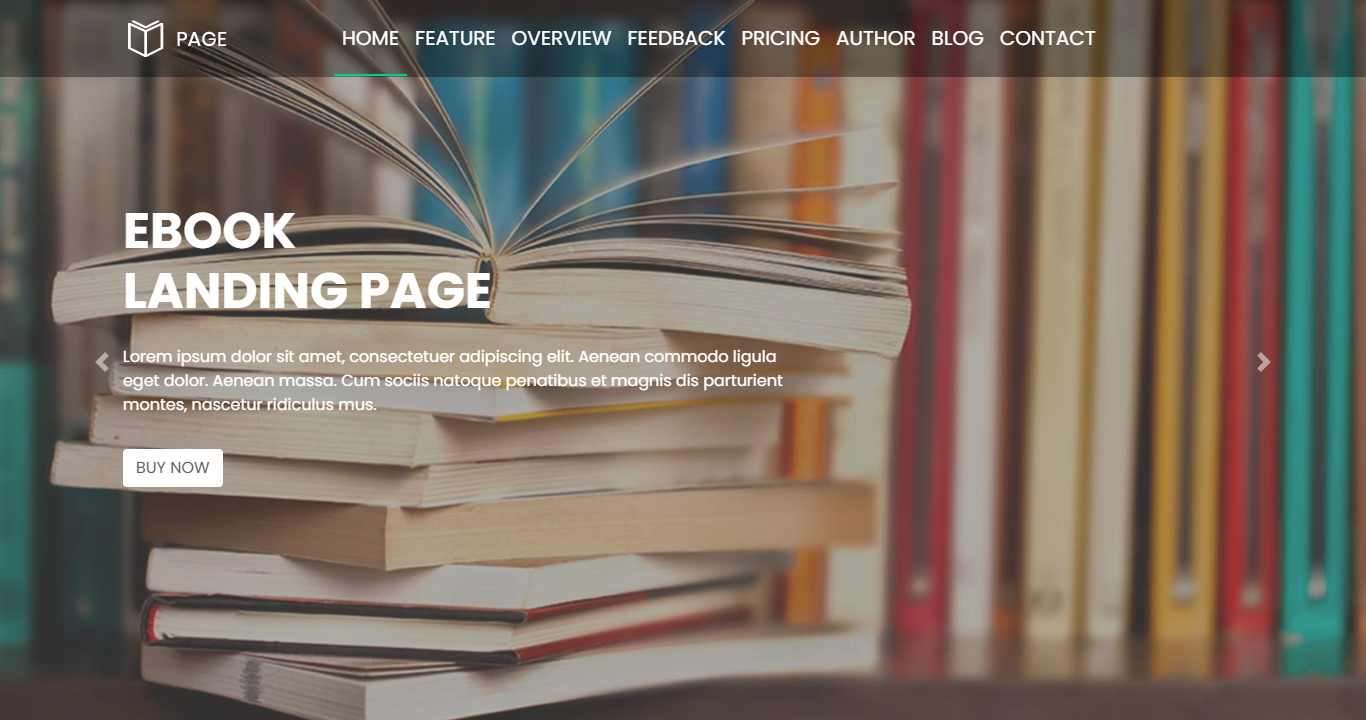 PAGE
HOME FEATURE OVERVIEW FEEDBACK PRICING AUTHOR BLOG CONTACT
EBOOK
LANDING PAGE
Lorem ipsum dolor sit amet, consectetuer adipiscing elit. Aenean commodo ligula
eget dolor. Aenean massa. Cum sociis natoque penatibus et magnis dis parturient
montes, nascetur ridiculus mus.
BUY NOW